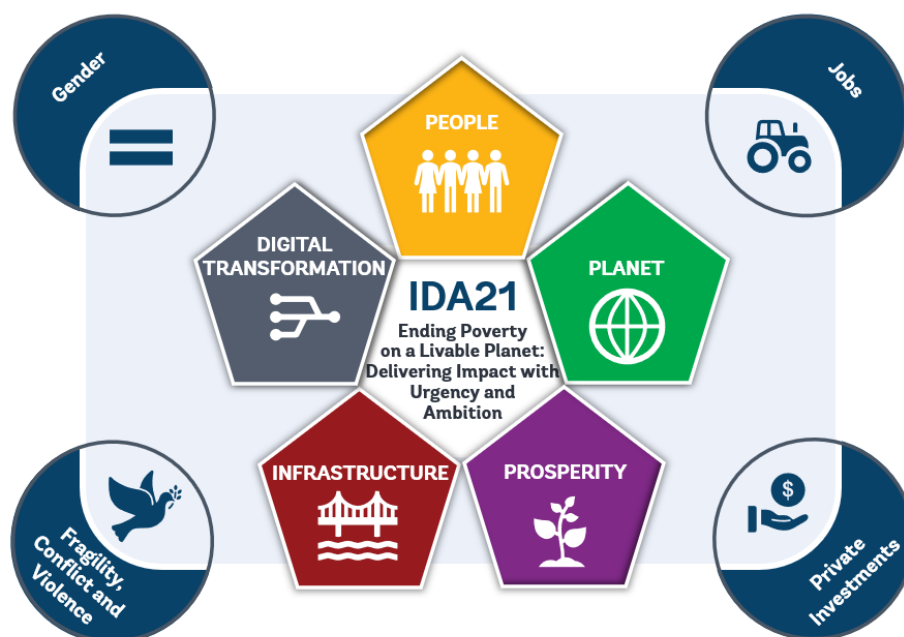 Gender
Jobs
PEOPLE
DIGITAL
TRANSFORMATION
PLANET
IDA21
Ending Poverty
on a Livable Planet:
Delivering Impact with
Urgency and
Ambition
INFRASTRUCTURE
PROSPERITY
$
Fragility,
Conflict and
Violence
Private
Investments